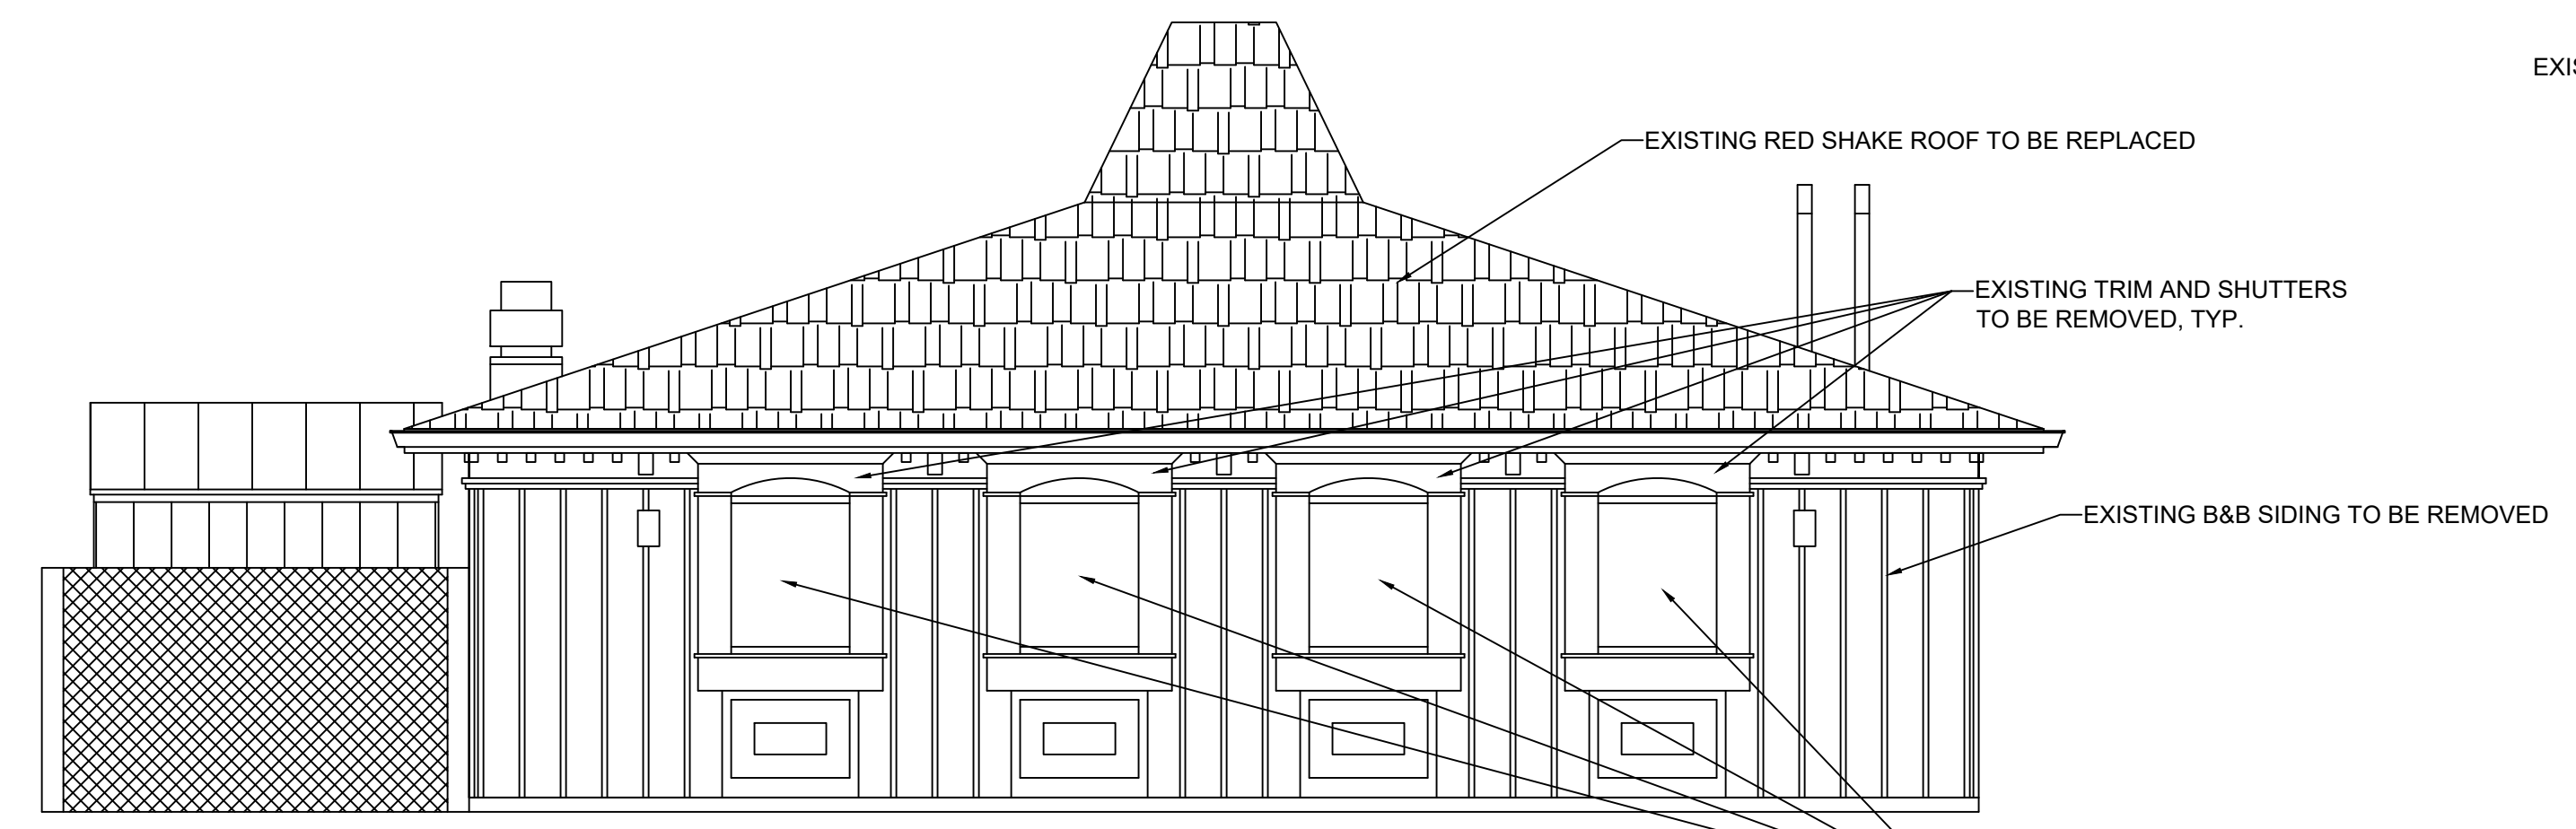 EXISTING RED SHAKE ROOF TO BE REPLACED
EXISTING TRIM AND SHUTTERS
TO BE REMOVED, TYP.
EXISTING B&B SIDING TO BE REMOVED